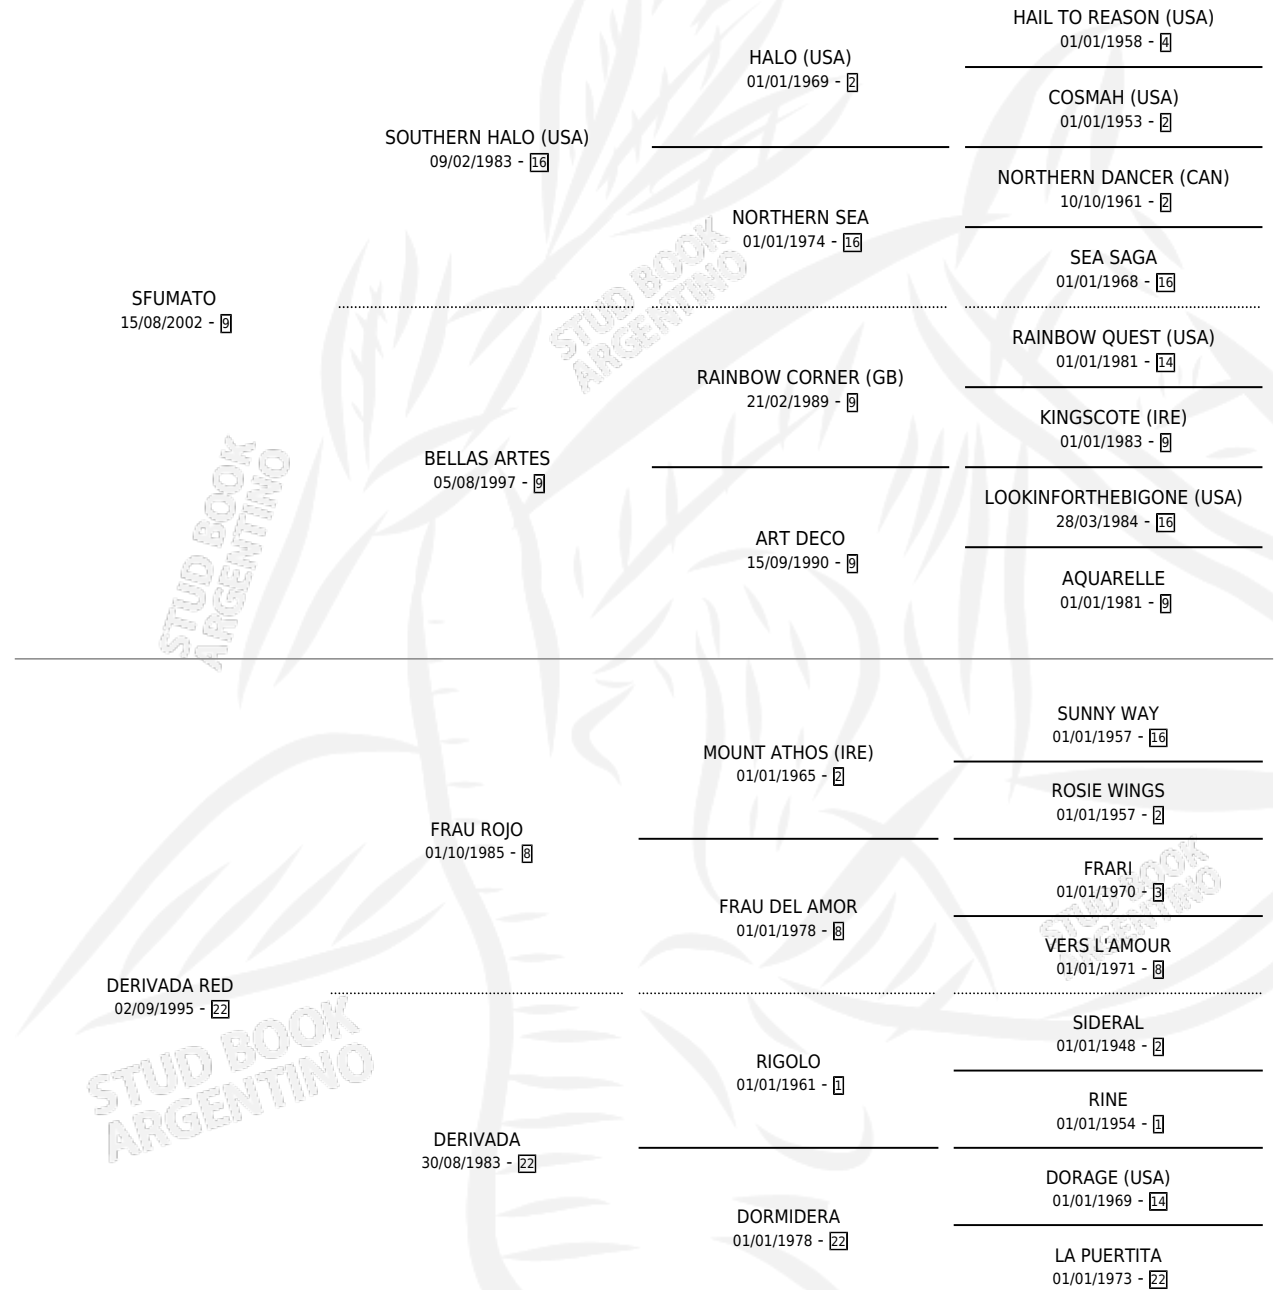 HAIL TO REASON (USA)
01/01/1958 - 4
HALO (USA)
01/01/1969 - 2
COSMAH (USA)
01/01/1953 - 2
SOUTHERN HALO (USA)
09/02/1983 - 16
NORTHERN DANCER (CAN)
10/10/1961 - 2
NORTHERN SEA
01/01/1974 - 16
SEA SAGA
01/01/1968 - 16
SFUMATO
15/08/2002 - 9
STUD BOOK
ARGENTINO
RAINBOW QUEST (USA)
01/01/1981 - 14
RAINBOW CORNER (GB)
21/02/1989 - 9
KINGSCOTE (IRE)
01/01/1983 - 9
BELLAS ARTES
05/08/1997 - 9
LOOKINFORTHEBIGONE (USA)
28/03/1984 - 16
ART DECO
15/09/1990 - 9
AQUARELLE
01/01/1981 - 9
STUD BOOK
ARGENTINO
SUNNY WAY
01/01/1957 - 16
MOUNT ATHOS (IRE)
01/01/1965 - 2
ROSIE WINGS
01/01/1957 - 2
FRAU ROJO
01/10/1985 - 8
FRARI
01/01/1970 - 3
FRAU DEL AMOR
01/01/1978 - 8
VERS L'AMOUR
01/01/1971 - 8
STUD BOOK
ARGENTINO
DERIVADA RED
02/09/1995 - 22
SIDERAL
01/01/1948 - 2
RIGOLO
01/01/1961 - 1
RINE
01/01/1954 - 1
STUD BOOK
ARGENTINO
DERIVADA
30/08/1983 - 22
DORAGE (USA)
01/01/1969 - 14
DORMIDERA
01/01/1978 - 22
LA PUERTITA
01/01/1973 - 22